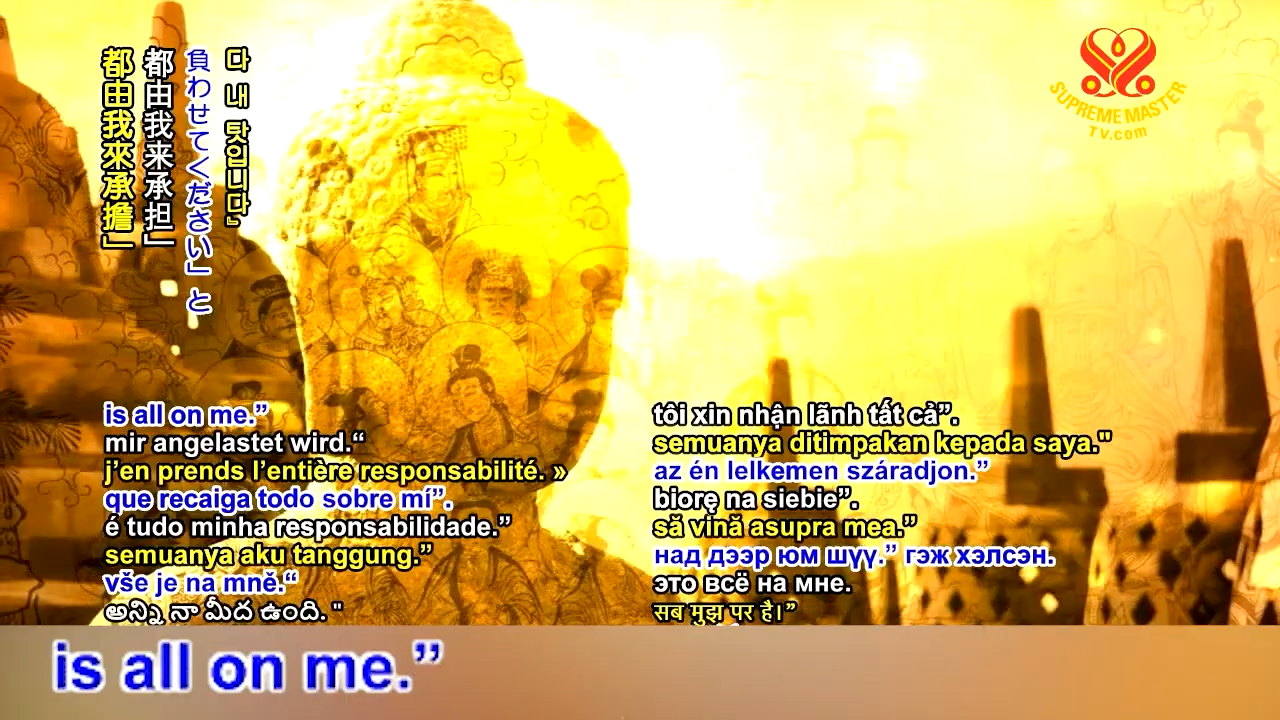 다 내 탓입니다』
負わせてください」と
都由我来承担」
都由我來承擔」
SUPREME MASTER
TV.com
is all on me.”
mir angelastet wird.“
j’en prends l’entière responsabilité. »
que recaiga todo sobre mí”.
é tudo minha responsabilidade.”
semuanya aku tanggung.”
vše je na mně.“
అన్ని నా మీద ఉంది. "
tôi xin nhận lãnh tất cả”.
semuanya ditimpakan kepada saya."
az én lelkemen száradjon.”
biorę na siebie”.
să vină asupra mea.”
над дээр юм шүү.” гэж хэлсэн.
это всё на мне.
सब मुझ पर है।”
is all on me.”